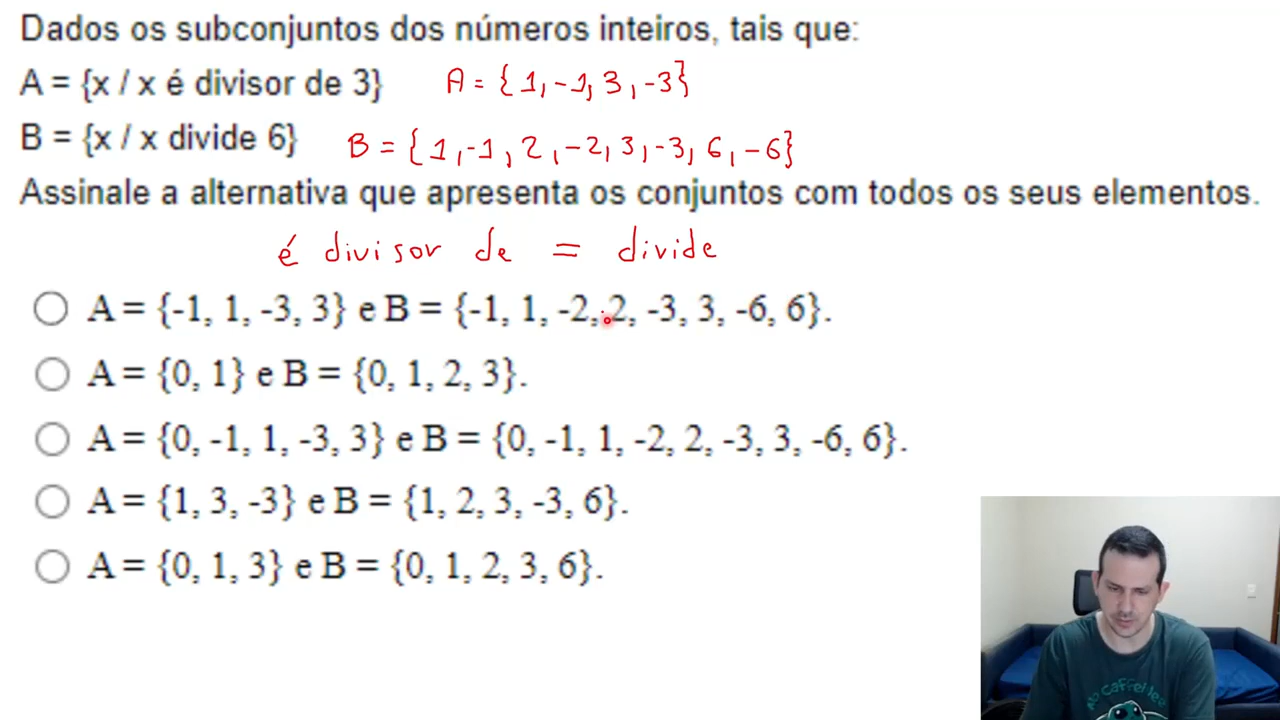 Dados os subconjuntos dos números inteiros, tais que:
A = {x / x é divisor de 3} A = {1, -1, 3, -3}
B = {x / x divide 6} B = {1, -1, 2, -2, 3, -3, 6, -6}
Assinale a alternativa que apresenta os conjuntos com todos os seus elementos.
é divisor de = divide
A = {-1, 1, -3, 3} e B = {-1, 1, -2, 2, -3, 3, -6, 6}.
A = {0, 1} e B = {0, 1, 2, 3}.
A = {0, -1, 1, -3, 3} e B = {0, -1, 1, -2, 2, -3, 3, -6, 6}.
A = {1, 3, -3} e B = {1, 2, 3, -3, 6}.
A = {0, 1, 3} e B = {0, 1, 2, 3, 6}.